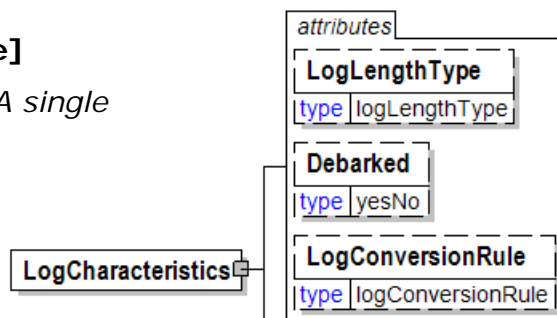 e]
A single
attributes
LogLengthType
type logLengthType
Debarked
type yesNo
LogCharacteristics
LogConversionRule
type logConversionRule